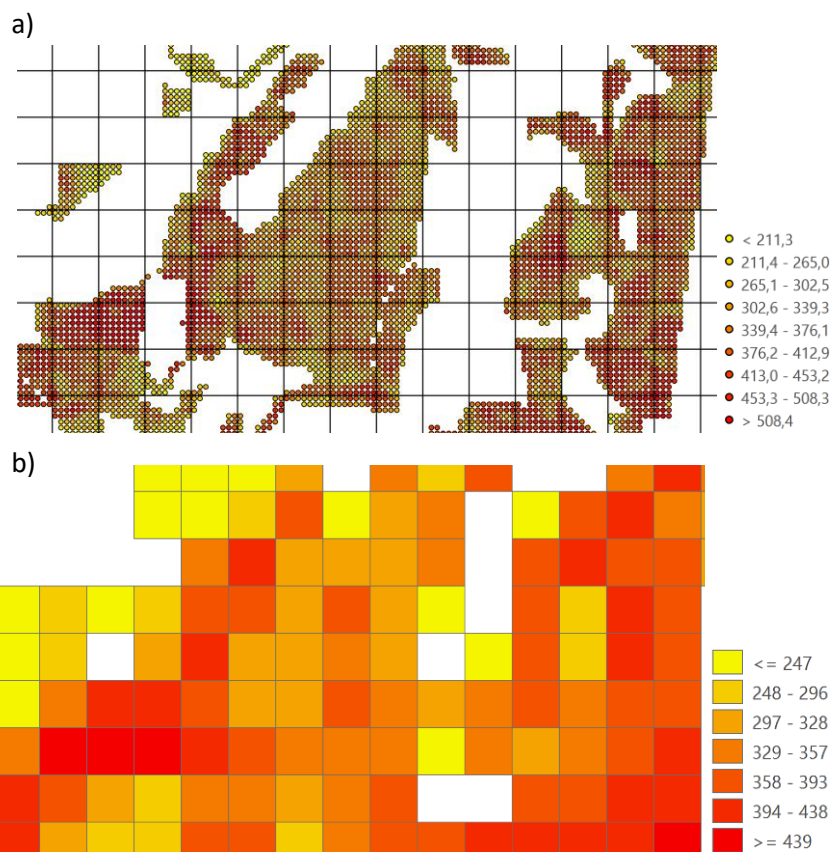 a)
< 211,3
211,4 - 265,0
265,1 - 302,5
302,6 - 339,3
339,4 - 376,1
376,2 - 412,9
413,0 - 453,2
453,3 - 508,3
> 508,4
b)
<= 247
248 - 296
297 - 328
329 - 357
358 - 393
394 - 438
>= 439